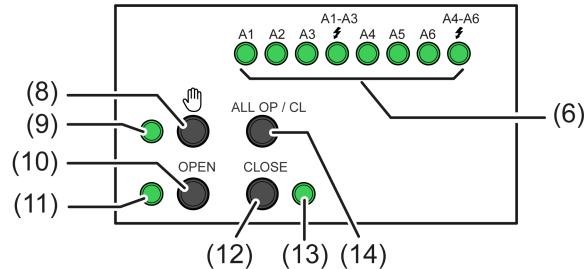 A1-A3 A4-A6
A1 A2 A3 A4 A5 A6
(8) (6)
ALL OP / CL
(9)
(10) OPEN CLOSE
(11)
(12) (13) (14)